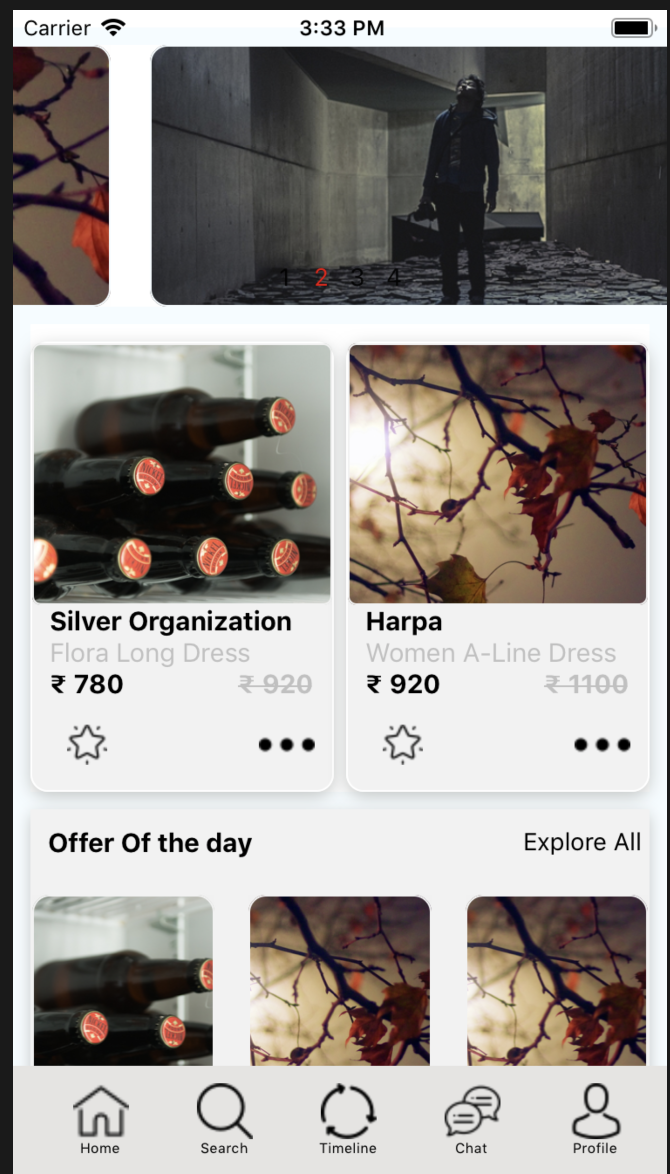 Carrier 3:33 PM
1 2 3 4
Silver Organization
Flora Long Dress
₹ 780 ₹ 920
Harpa
Women A-Line Dress
₹ 920 ₹ 1100
Offer Of the day Explore All
Home Search Timeline Chat Profile